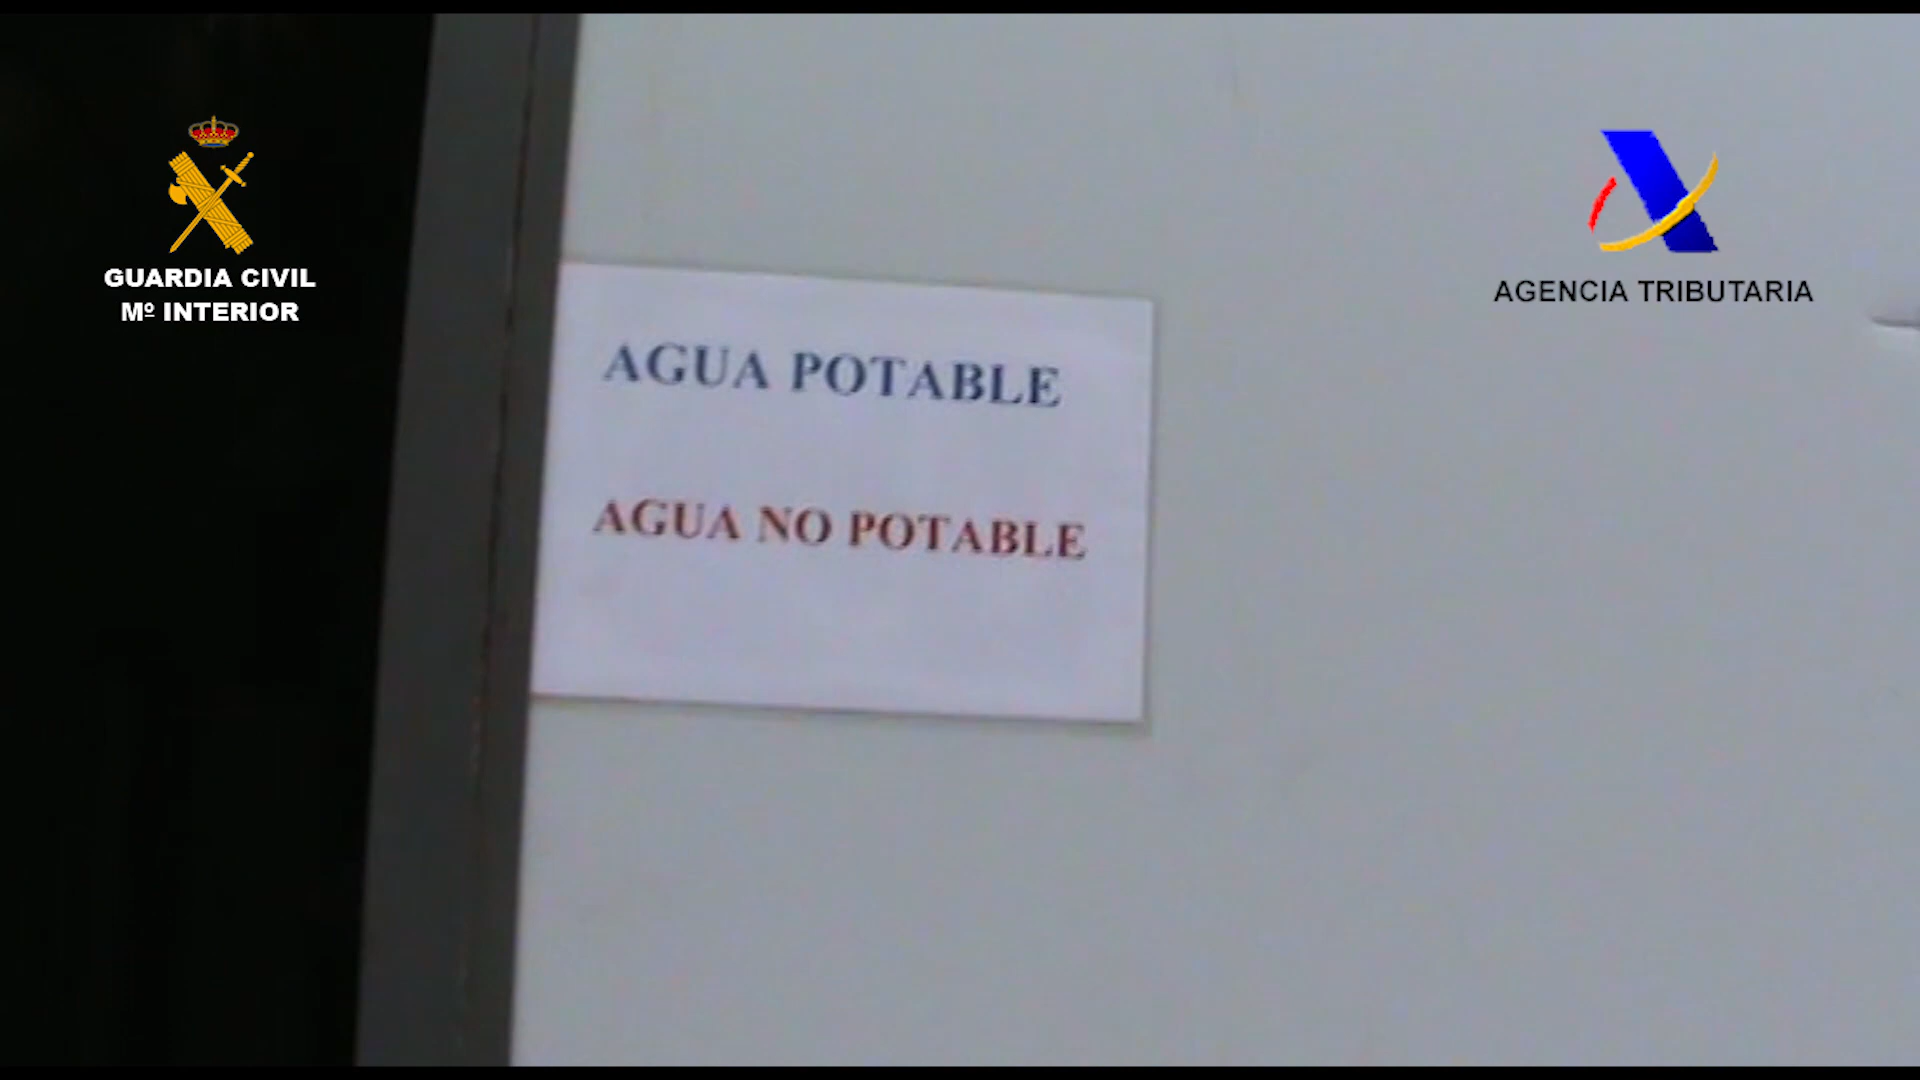 GUARDIA CIVIL
Mº INTERIOR
AGENCIA TRIBUTARIA
AGUA POTABLE
AGUA NO POTABLE